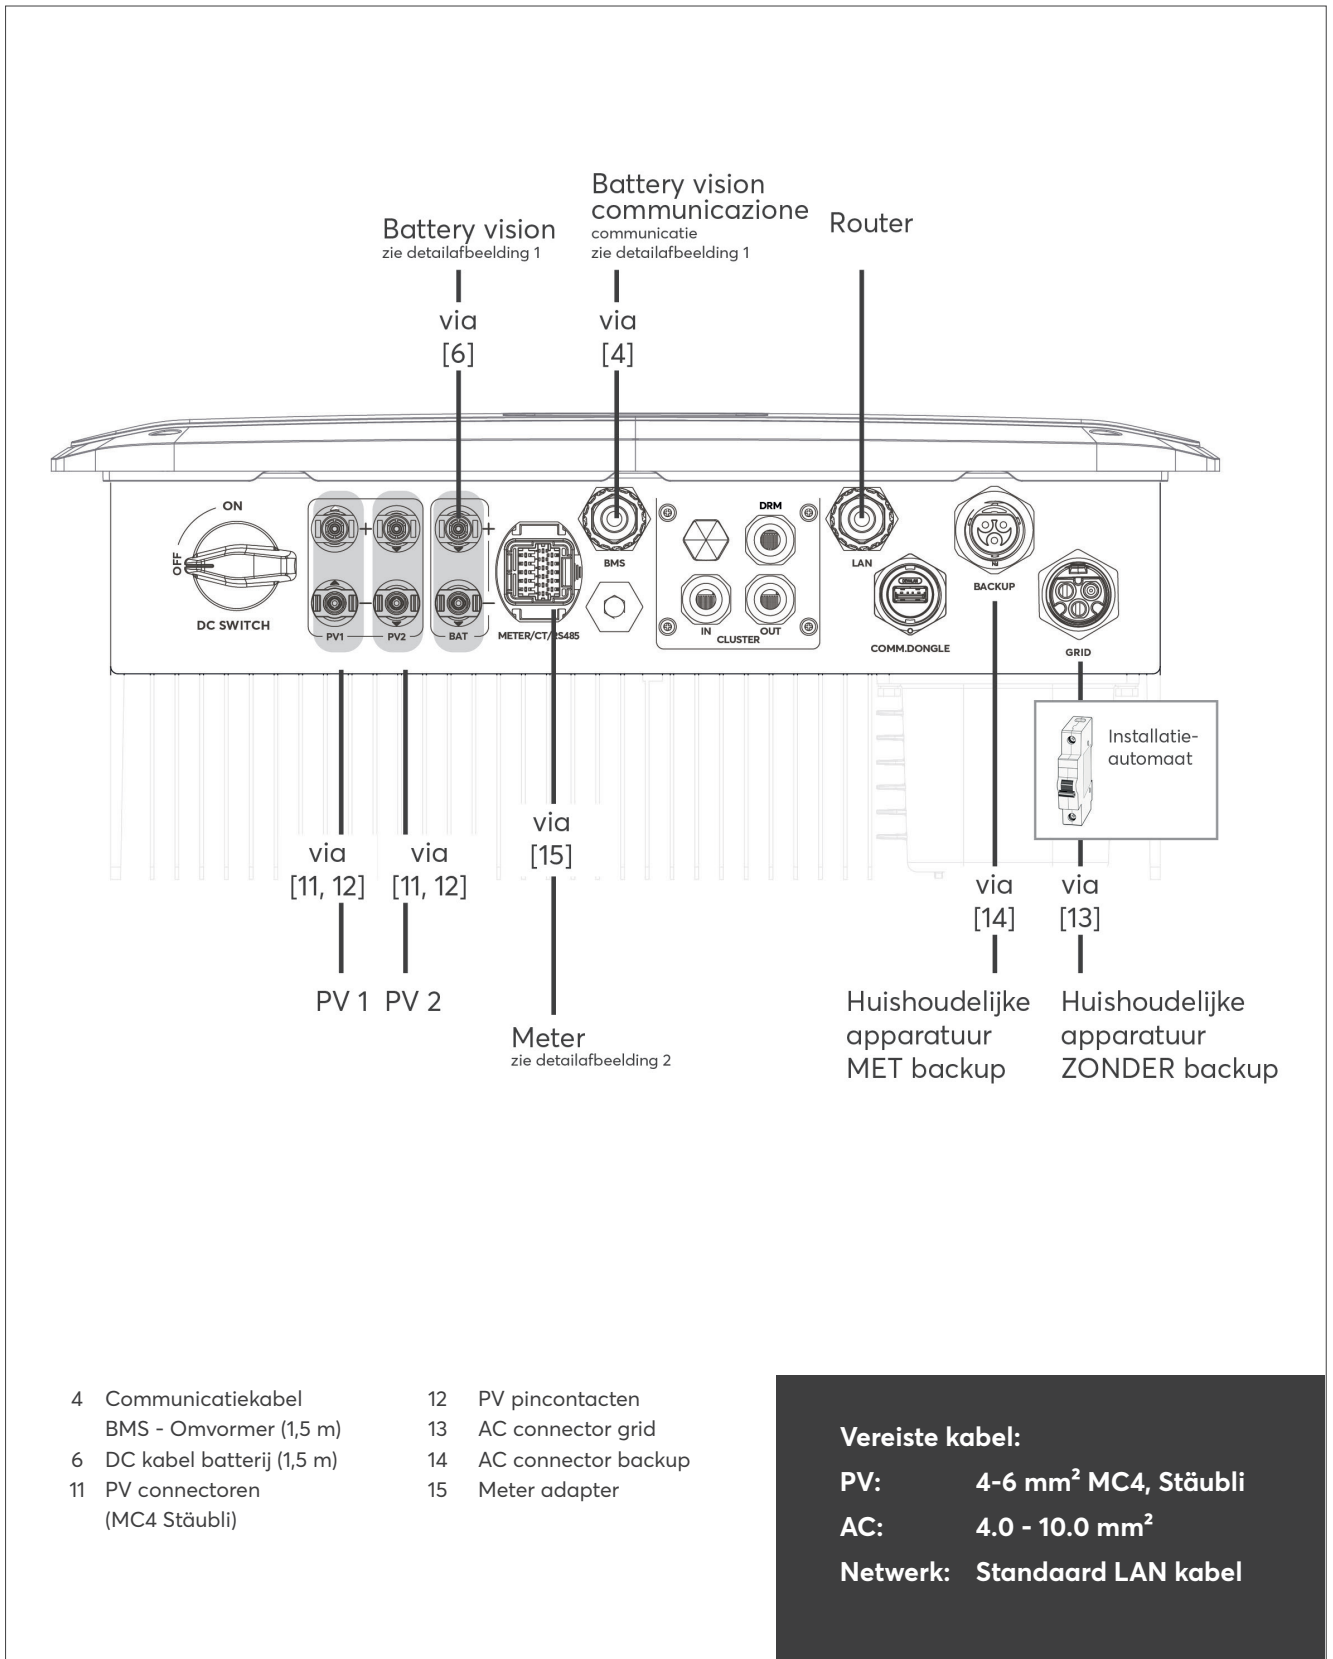 Battery vision
zie detailafbeelding 1
Battery vision
communicazione
communicatie
zie detailafbeelding 1
Router
via
[6]
via
[4]
ON
OFF
DC SWITCH
+
+
–
–
PV1
PV2
BAT
METER/CT/RS485
BMS
DRM
IN
OUT
CLUSTER
LAN
COMM.DONGLE
BACKUP
GRID
Installatie-
automaat
via
[11, 12]
via
[11, 12]
via
[15]
via
[14]
via
[13]
PV 1
PV 2
Meter
zie detailafbeelding 2
Huishoudelijke
apparatuur
MET backup
Huishoudelijke
apparatuur
ZONDER backup
4 Communicatiekabel
BMS - Omvormer (1,5 m)
6 DC kabel batterij (1,5 m)
11 PV connectoren
(MC4 Stäubli)
12 PV pincontacten
13 AC connector grid
14 AC connector backup
15 Meter adapter
Vereiste kabel:
PV: 4-6 mm² MC4, Stäubli
AC: 4.0 - 10.0 mm²
Netwerk: Standaard LAN kabel